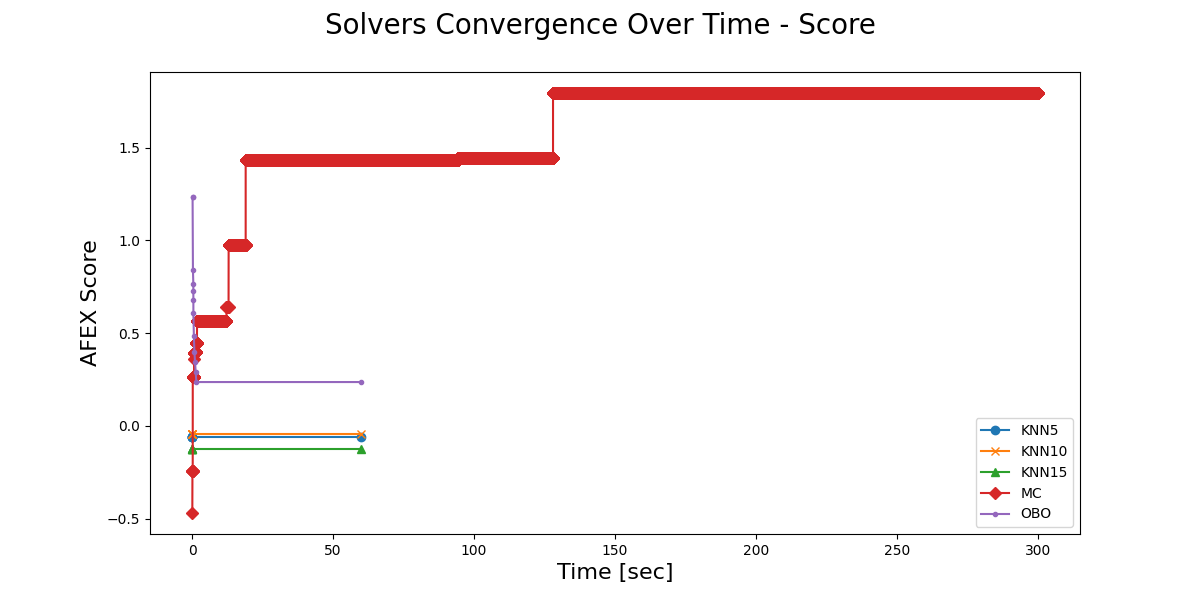 Solvers Convergence Over Time - Score
AFEX Score
1.5
1.0
0.5
0.0
−0.5
0
50
100
150
200
250
300
Time [sec]
KNN5
KNN10
KNN15
MC
OBO